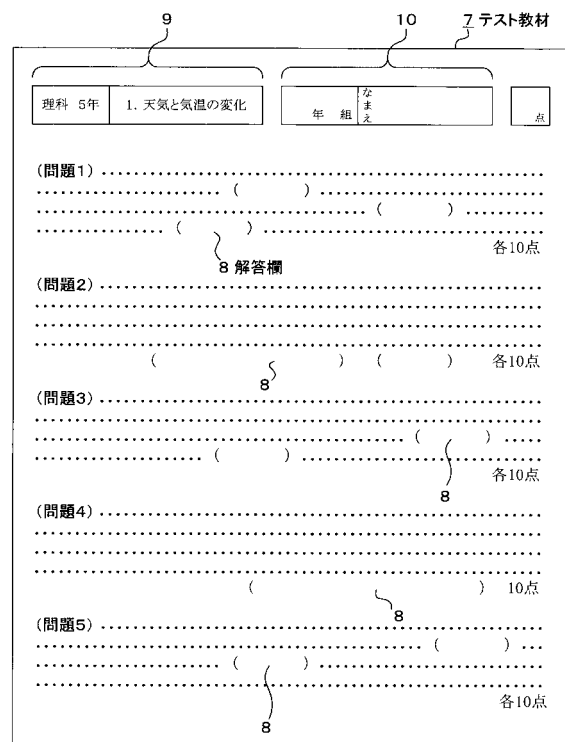 9 10 7 テスト教材
理科 5年 1. 天気と気温の変化 年 組 なまえ 点
(問題1) ..........................................................
........................ ( ) .............................
........................................... ( ) ..........
.................. ( )
各10点
8 解答欄
(問題2) ..........................................................
..................................................................
..................................................................
..................................................................
( ) ( ) 各10点
8
(問題3) ..........................................................
..................................................................
................................................ ( ) .....
...................... ( ) ...............................
各10点
8
(問題4) ..........................................................
..................................................................
..................................................................
..................................................................
( ) 10点
8
(問題5) ..........................................................
.................................................. ( ) ...
........................ ( ) .............................
..................................................................
各10点
8